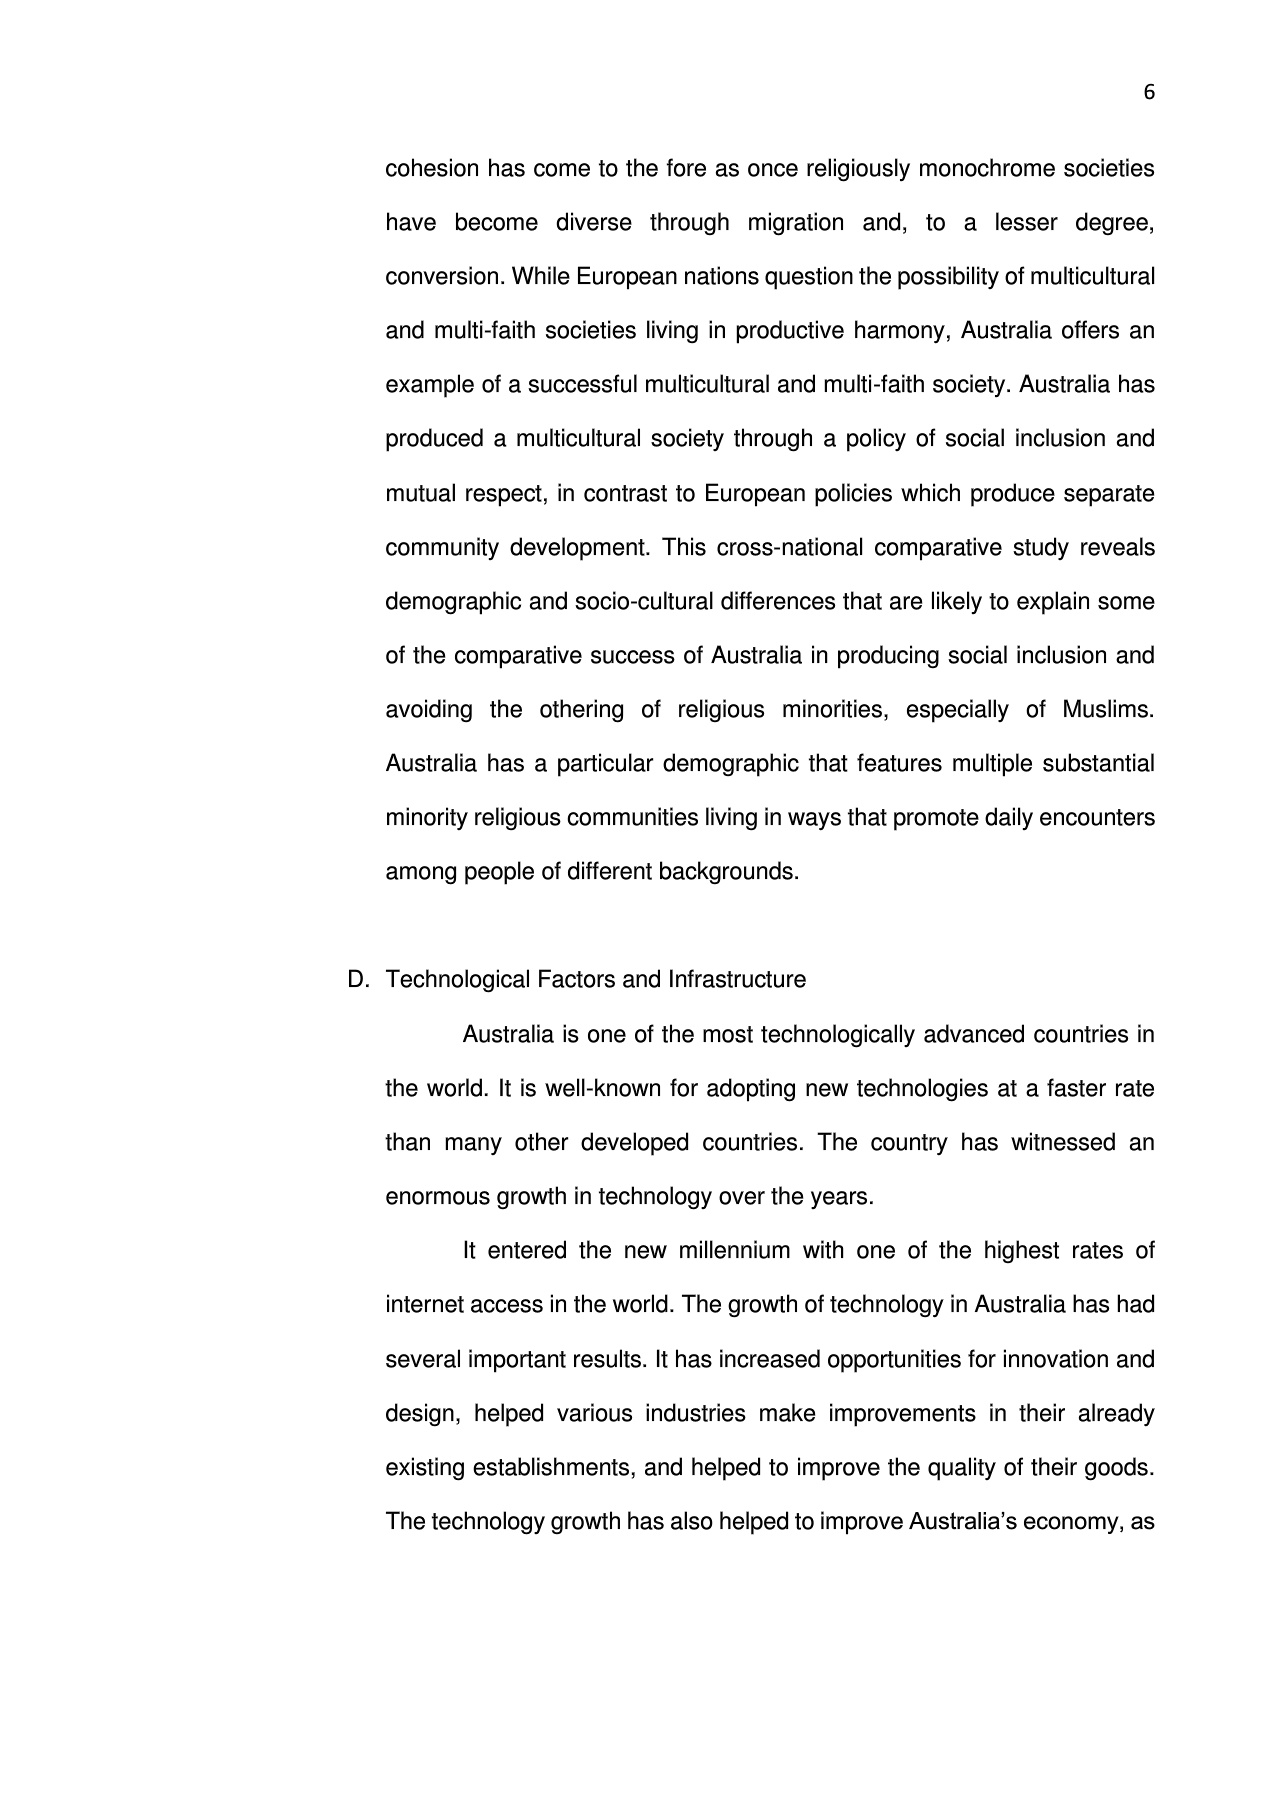 6
cohesion has come to the fore as once religiously monochrome societies
have become diverse through migration and, to a lesser degree,
conversion. While European nations question the possibility of multicultural
and multi-faith societies living in productive harmony, Australia offers an
example of a successful multicultural and multi-faith society. Australia has
produced a multicultural society through a policy of social inclusion and
mutual respect, in contrast to European policies which produce separate
community development. This cross-national comparative study reveals
demographic and socio-cultural differences that are likely to explain some
of the comparative success of Australia in producing social inclusion and
avoiding the othering of religious minorities, especially of Muslims.
Australia has a particular demographic that features multiple substantial
minority religious communities living in ways that promote daily encounters
among people of different backgrounds.
D. Technological Factors and Infrastructure
Australia is one of the most technologically advanced countries in
the world. It is well-known for adopting new technologies at a faster rate
than many other developed countries. The country has witnessed an
enormous growth in technology over the years.
It entered the new millennium with one of the highest rates of
internet access in the world. The growth of technology in Australia has had
several important results. It has increased opportunities for innovation and
design, helped various industries make improvements in their already
existing establishments, and helped to improve the quality of their goods.
The technology growth has also helped to improve Australia’s economy, as